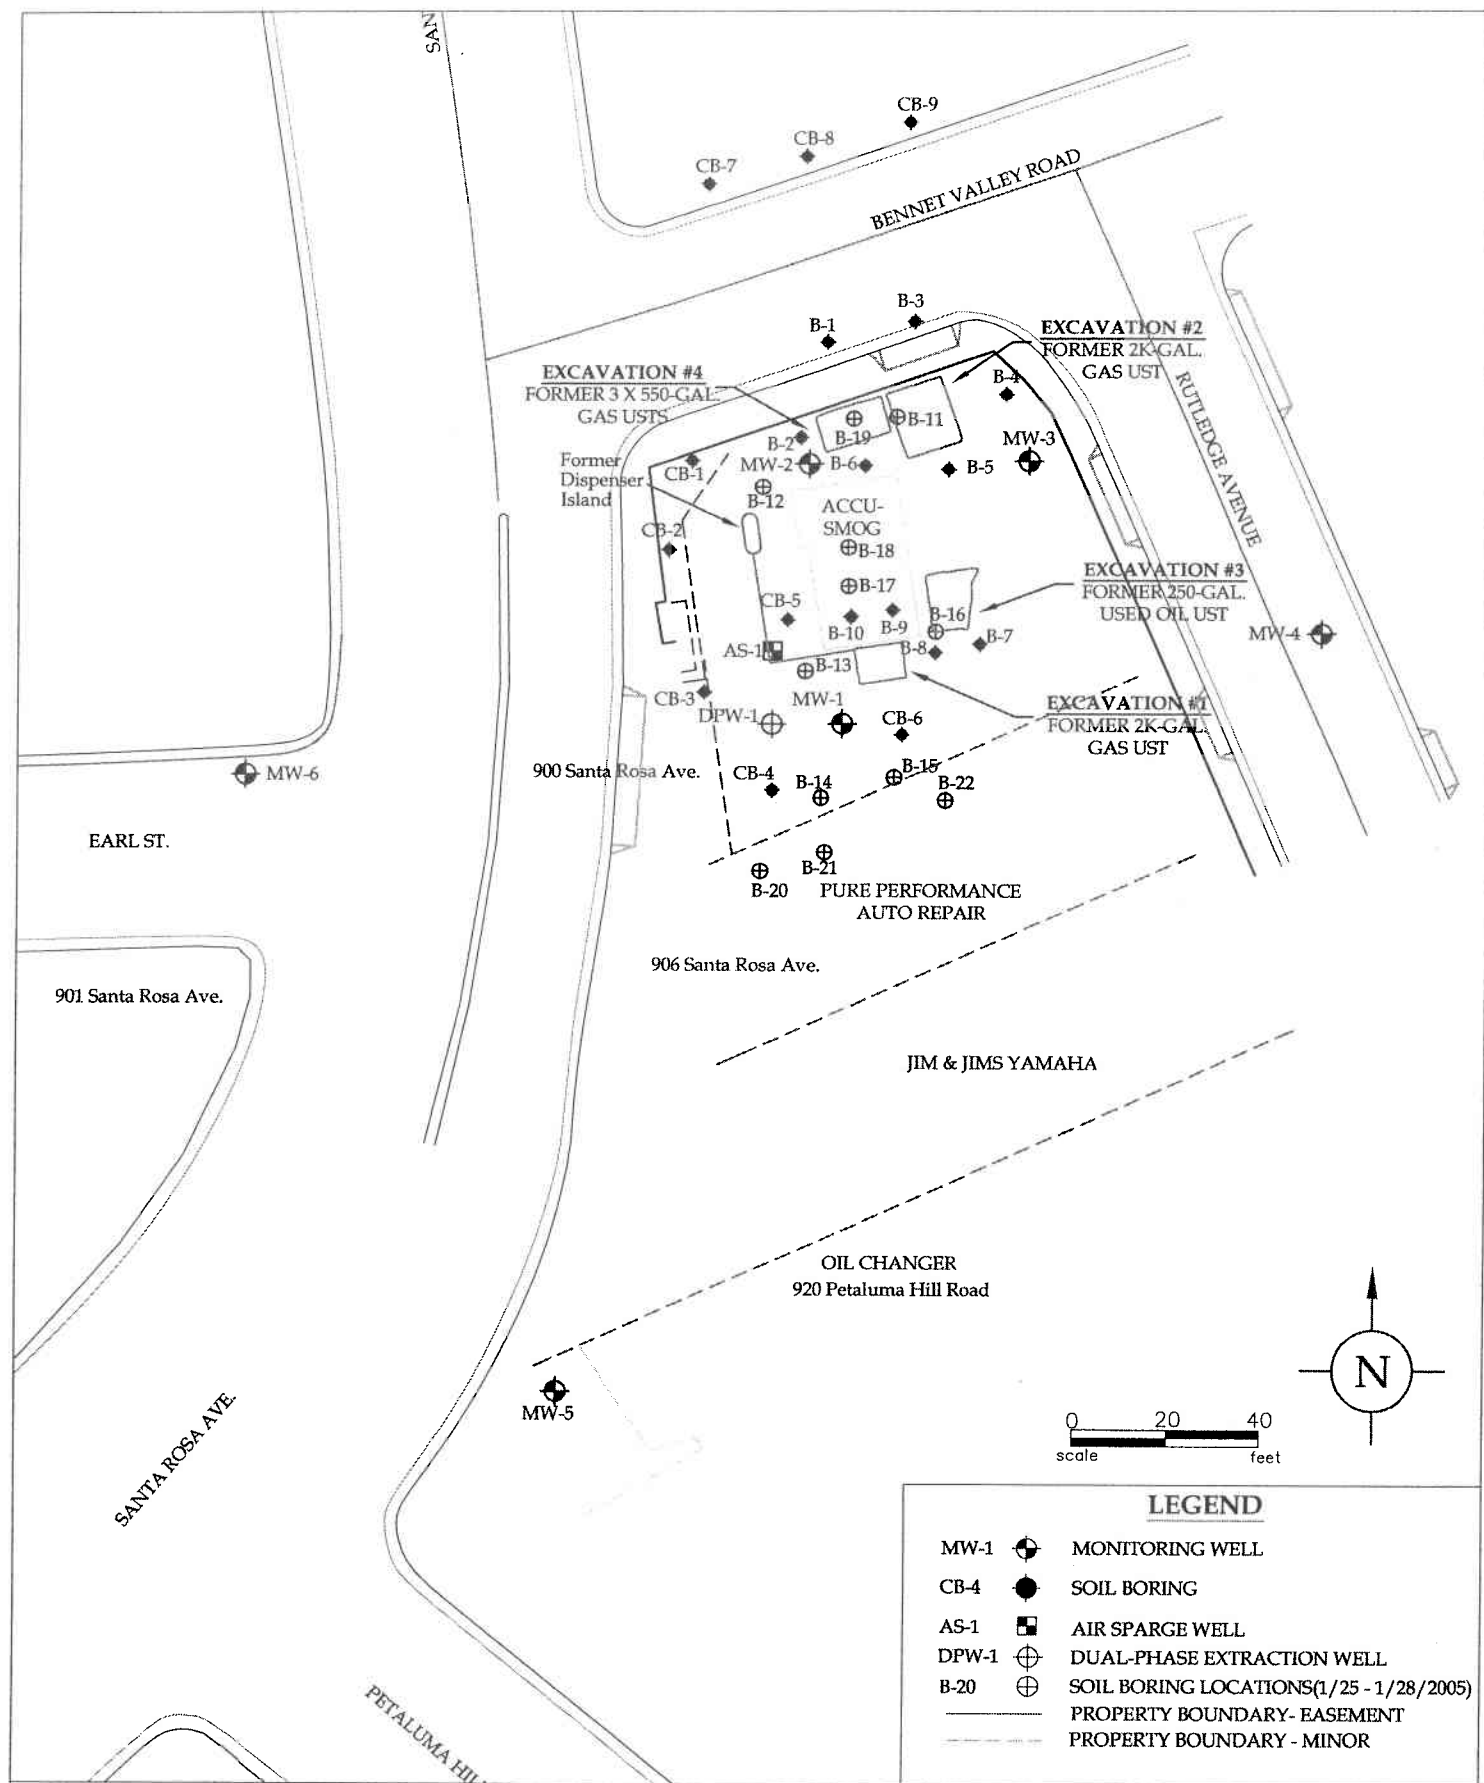 SAN
CB-9
CB-8
CB-7
BENNET VALLEY ROAD
B-3
B-1
EXCAVATION #2
FORMER 2K-GAL.
GAS UST
EXCAVATION #4
FORMER 3 X 550-GAL.
GAS USTS
B-4
RUTLEDGE AVENUE
B-11
B-19
B-2
MW-3
CB-1
MW-2
B-6
B-5
Former
Dispenser
Island
B-12
ACCU-
SMOG
CB-2
B-18
EXCAVATION #3
FORMER 250-GAL.
USED OIL UST
B-17
CB-5
B-16
B-10
B-9
MW-4
AS-1
B-8
B-7
B-13
CB-3
MW-1
DPW-1
EXCAVATION #1
FORMER 2K-GAL.
GAS UST
CB-6
MW-6
900 Santa Rosa Ave.
CB-4
B-14
B-15
B-22
EARL ST.
B-21
B-20
PURE PERFORMANCE
AUTO REPAIR
906 Santa Rosa Ave.
901 Santa Rosa Ave.
JIM & JIMS YAMAHA
OIL CHANGER
920 Petaluma Hill Road
N
MW-5
SANTA ROSA AVE.
0 20 40
scale feet
PETALUMA HIL
LEGEND
MW-1 MONITORING WELL
CB-4 SOIL BORING
AS-1 AIR SPARGE WELL
DPW-1 DUAL-PHASE EXTRACTION WELL
B-20 SOIL BORING LOCATIONS(1/25 - 1/28/2005)
PROPERTY BOUNDARY- EASEMENT
PROPERTY BOUNDARY - MINOR